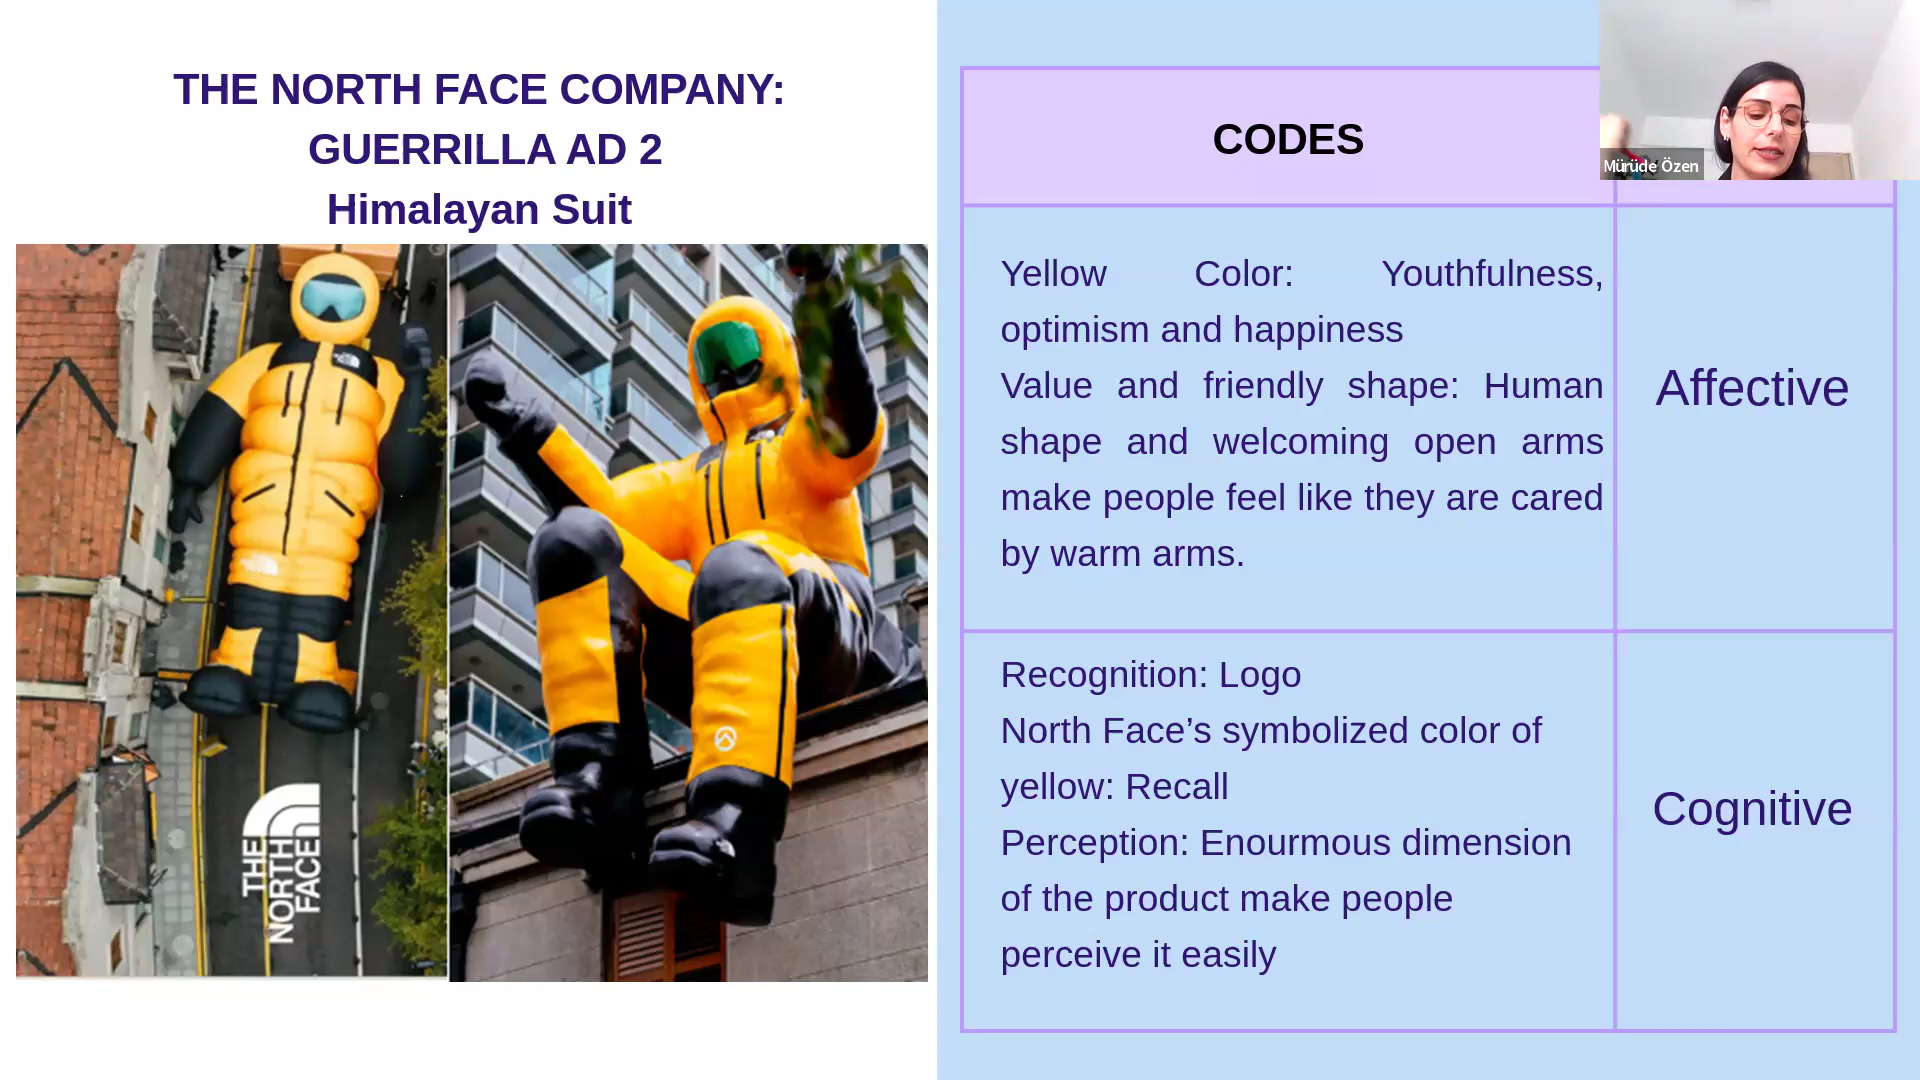 THE NORTH FACE COMPANY:
GUERRILLA AD 2
Himalayan Suit
THE
NORTH
FACE
CODES
Mürüde Özen
Yellow Color: Youthfulness,
optimism and happiness
Value and friendly shape: Human
shape and welcoming open arms
make people feel like they are cared
by warm arms.
Affective
Recognition: Logo
North Face’s symbolized color of
yellow: Recall
Perception: Enourmous dimension
of the product make people
perceive it easily
Cognitive